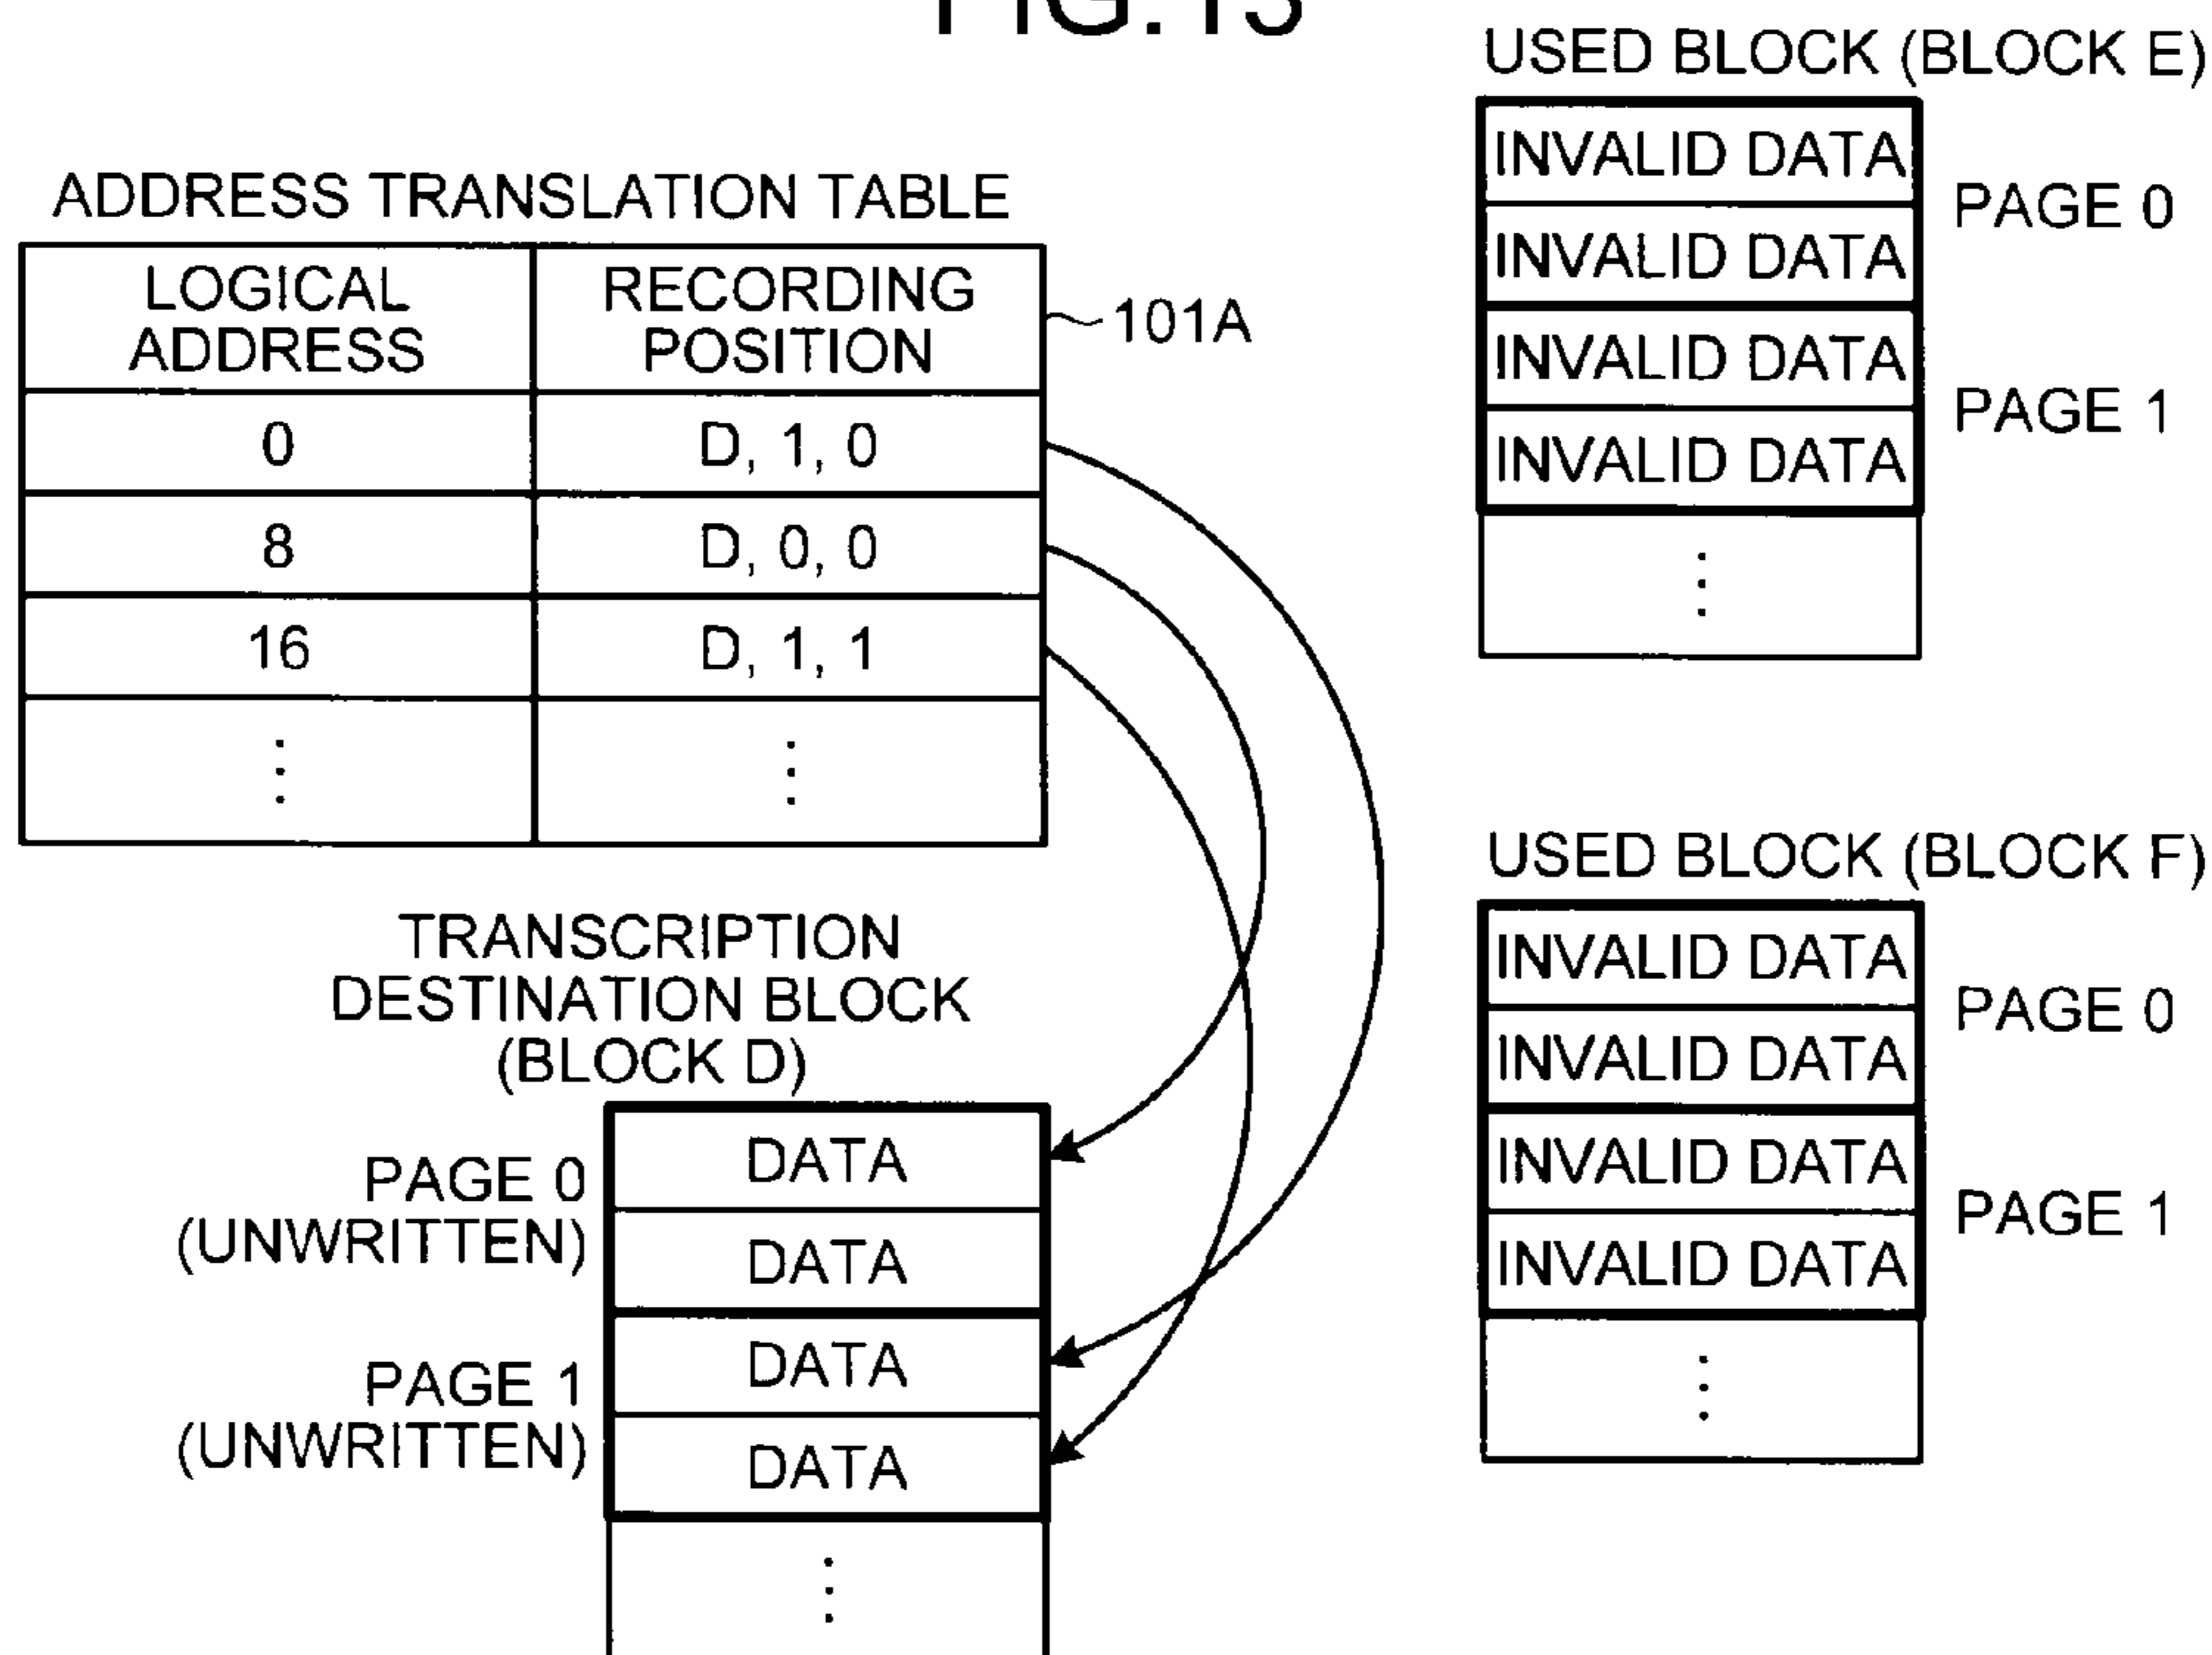 FIG.13
ADDRESS TRANSLATION TABLE
LOGICAL ADDRESS
RECORDING POSITION
101A
0
D, 1, 0
8
D, 0, 0
16
D, 1, 1
TRANSCRIPTION
DESTINATION BLOCK
(BLOCK D)
PAGE 0
(UNWRITTEN)
DATA
DATA
PAGE 1
(UNWRITTEN)
DATA
DATA
USED BLOCK (BLOCK E)
INVALID DATA
INVALID DATA
PAGE 0
INVALID DATA
INVALID DATA
PAGE 1
USED BLOCK (BLOCK F)
INVALID DATA
INVALID DATA
PAGE 0
INVALID DATA
INVALID DATA
PAGE 1